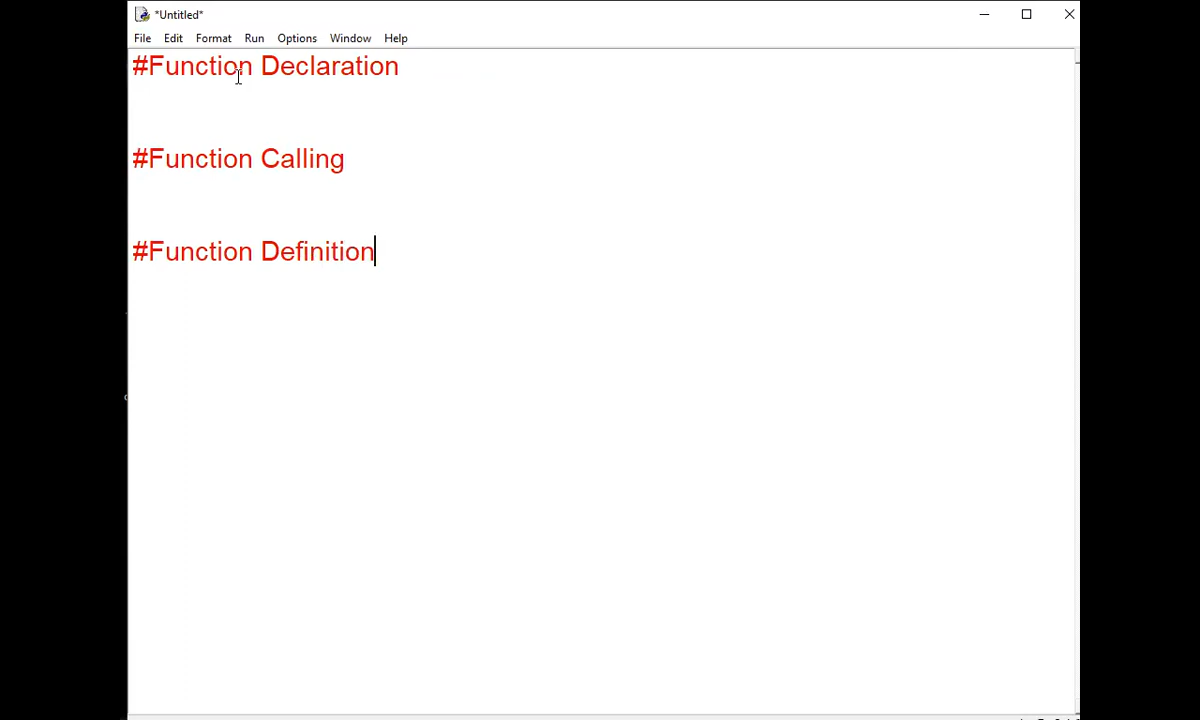 *Untitled*
File Edit Format Run Options Window Help
#Function Declaration
#Function Calling
#Function Definition